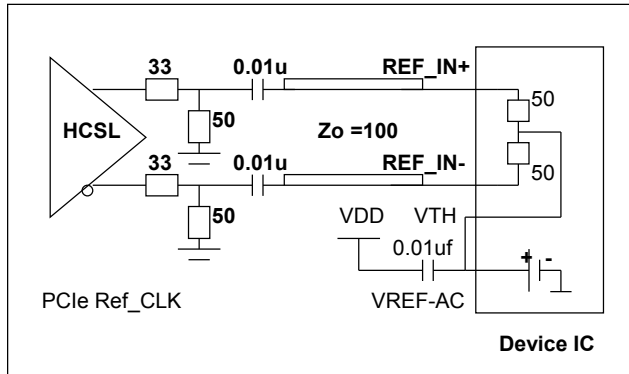 33
0.01u
REF_IN+
50
HCSL
50
Zo =100
33
0.01u
REF_IN-
50
50
VDD
VTH
0.01uf
+
-
PCIe Ref_CLK
VREF-AC
Device IC